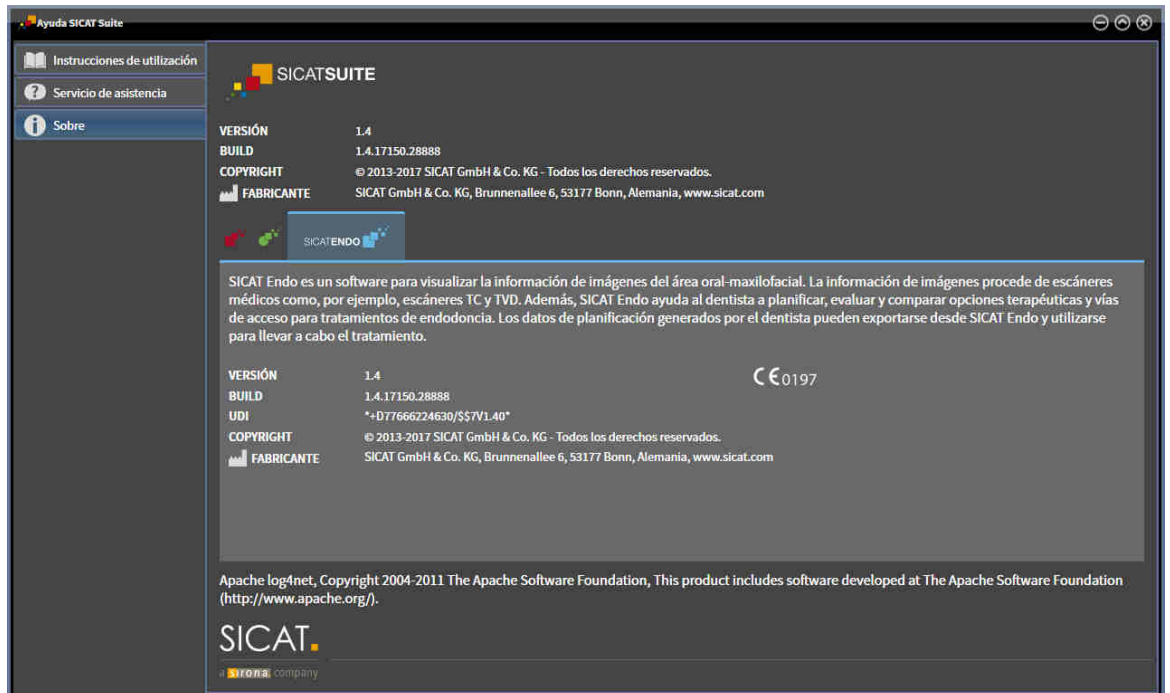 Ayuda SICAT Suite
Instrucciones de utilización
Servicio de asistencia
Sobre
SICATSUITE
VERSIÓN 1.4
BUILD 1.4.17150.28888
COPYRIGHT © 2013-2017 SICAT GmbH & Co. KG - Todos los derechos reservados.
FABRICANTE SICAT GmbH & Co. KG, Brunnenallee 6, 53177 Bonn, Alemania, www.sicat.com
SICATENDO
SICAT Endo es un software para visualizar la información de imágenes del área oral-maxilofacial. La información de imágenes procede de escáneres
médicos como, por ejemplo, escáneres TC y TVD. Además, SICAT Endo ayuda al dentista a planificar, evaluar y comparar opciones terapéuticas y vías
de acceso para tratamientos de endodoncia. Los datos de planificación generados por el dentista pueden exportarse desde SICAT Endo y utilizarse
para llevar a cabo el tratamiento.
VERSIÓN 1.4 CE0197
BUILD 1.4.17150.28888
UDI *+D77666224630/$$7V1.40*
COPYRIGHT © 2013-2017 SICAT GmbH & Co. KG - Todos los derechos reservados.
FABRICANTE SICAT GmbH & Co. KG, Brunnenallee 6, 53177 Bonn, Alemania, www.sicat.com
Apache log4net, Copyright 2004-2011 The Apache Software Foundation, This product includes software developed at The Apache Software Foundation
(http://www.apache.org/).
SICAT.
a sirona company